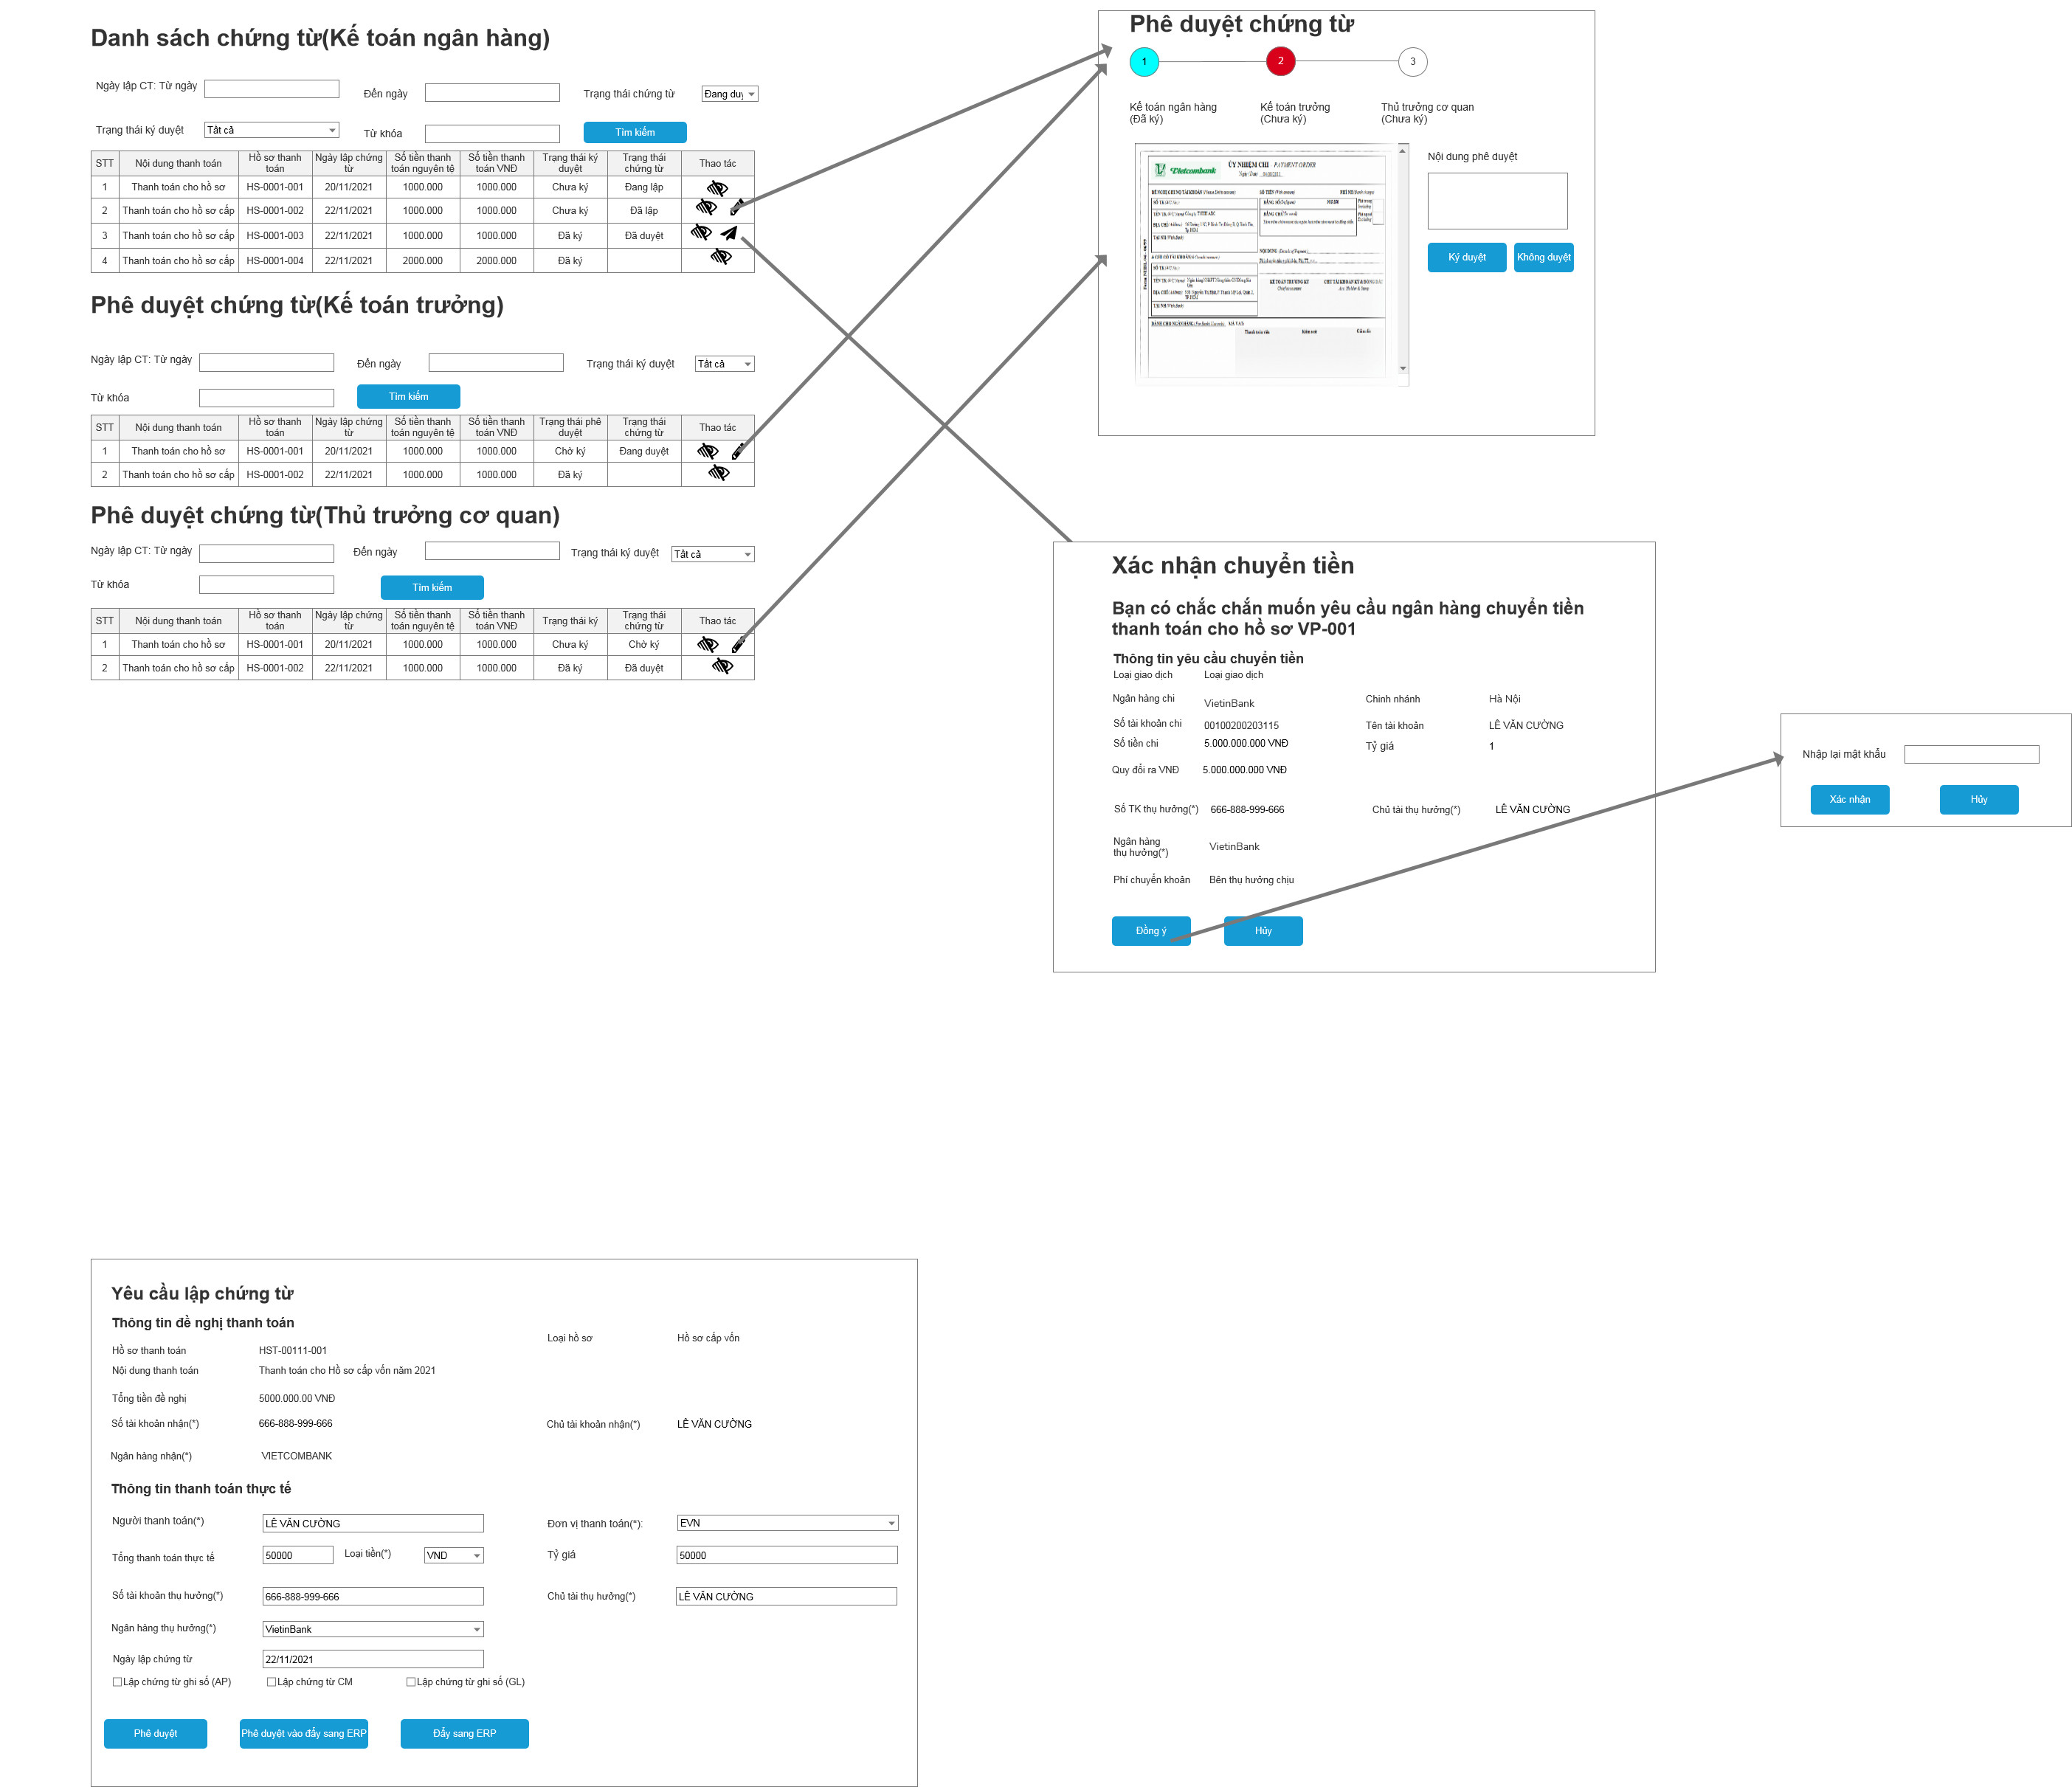 Danh sách chứng từ(Kế toán ngân hàng)
Ngày lập CT: Từ ngày
Đến ngày
Trạng thái chứng từ
Đang duy
Trạng thái ký duyệt
Tất cả
Từ khóa
Tìm kiếm
STT Nội dung thanh toán Hồ sơ thanh toán Ngày lập chứng từ Số tiền thanh toán nguyên tệ Số tiền thanh toán VNĐ Trạng thái ký duyệt Trạng thái chứng từ Thao tác
1 Thanh toán cho hồ sơ HS-0001-001 20/11/2021 1000.000 1000.000 Chưa ký Đang lập
2 Thanh toán cho hồ sơ cấp HS-0001-002 22/11/2021 1000.000 1000.000 Chưa ký Đã lập
3 Thanh toán cho hồ sơ cấp HS-0001-003 22/11/2021 1000.000 1000.000 Đã ký Đã duyệt
4 Thanh toán cho hồ sơ cấp HS-0001-004 22/11/2021 2000.000 2000.000 Đã ký
Phê duyệt chứng từ(Kế toán trưởng)
Ngày lập CT: Từ ngày
Đến ngày
Trạng thái ký duyệt
Tất cả
Từ khóa
Tìm kiếm
STT Nội dung thanh toán Hồ sơ thanh toán Ngày lập chứng từ Số tiền thanh toán nguyên tệ Số tiền thanh toán VNĐ Trạng thái phê duyệt Trạng thái chứng từ Thao tác
1 Thanh toán cho hồ sơ HS-0001-001 20/11/2021 1000.000 1000.000 Chờ ký Đang duyệt
2 Thanh toán cho hồ sơ cấp HS-0001-002 22/11/2021 1000.000 1000.000 Đã ký
Phê duyệt chứng từ(Thủ trưởng cơ quan)
Ngày lập CT: Từ ngày
Đến ngày
Trạng thái ký duyệt
Tất cả
Từ khóa
Tìm kiếm
STT Nội dung thanh toán Hồ sơ thanh toán Ngày lập chứng từ Số tiền thanh toán nguyên tệ Số tiền thanh toán VNĐ Trạng thái ký Trạng thái chứng từ Thao tác
1 Thanh toán cho hồ sơ HS-0001-001 20/11/2021 1000.000 1000.000 Chưa ký Chờ ký
2 Thanh toán cho hồ sơ cấp HS-0001-002 22/11/2021 1000.000 1000.000 Đã ký Đã duyệt
Phê duyệt chứng từ
1 2 3
Kế toán ngân hàng
(Đã ký)
Kế toán trưởng
(Chưa ký)
Thủ trưởng cơ quan
(Chưa ký)
Vietcombank
ỦY NHIỆM CHI PAYMENT ORDER
Nội dung phê duyệt
Ký duyệt
Không duyệt
Xác nhận chuyển tiền
Bạn có chắc chắn muốn yêu cầu ngân hàng chuyển tiền
thanh toán cho hồ sơ VP-001
Thông tin yêu cầu chuyển tiền
Loại giao dịch Loại giao dịch
Ngân hàng chi VietinBank Chinh nhánh Hà Nội
Số tài khoản chi 00100200203115 Tên tài khoản LÊ VĂN CƯỜNG
Số tiền chi 5.000.000.000 VNĐ Tỷ giá 1
Quy đổi ra VNĐ 5.000.000.000 VNĐ
Số TK thụ hưởng(*) 666-888-999-666 Chủ tài thụ hưởng(*) LÊ VĂN CƯỜNG
Ngân hàng
thụ hưởng(*)
VietinBank
Phí chuyển khoản Bên thụ hưởng chịu
Đồng ý
Hủy
Nhập lại mật khẩu
Xác nhận
Hủy
Yêu cầu lập chứng từ
Thông tin đề nghị thanh toán
Loại hồ sơ Hồ sơ cấp vốn
Hồ sơ thanh toán HST-00111-001
Nội dung thanh toán Thanh toán cho Hồ sơ cấp vốn năm 2021
Tổng tiền đề nghị 5000.000.00 VNĐ
Số tài khoản nhận(*) 666-888-999-666 Chủ tài khoản nhận(*) LÊ VĂN CƯỜNG
Ngân hàng nhận(*) VIETCOMBANK
Thông tin thanh toán thực tế
Người thanh toán(*) LÊ VĂN CƯỜNG Đơn vị thanh toán(*): EVN
Tổng thanh toán thực tế 50000 Loại tiền(*) VND Tỷ giá 50000
Số tài khoản thụ hưởng(*) 666-888-999-666 Chủ tài thụ hưởng(*) LÊ VĂN CƯỜNG
Ngân hàng thụ hưởng(*) VietinBank
Ngày lập chứng từ 22/11/2021
Lập chứng từ ghi số (AP) Lập chứng từ CM Lập chứng từ ghi số (GL)
Phê duyệt
Phê duyệt vào đẩy sang ERP
Đẩy sang ERP